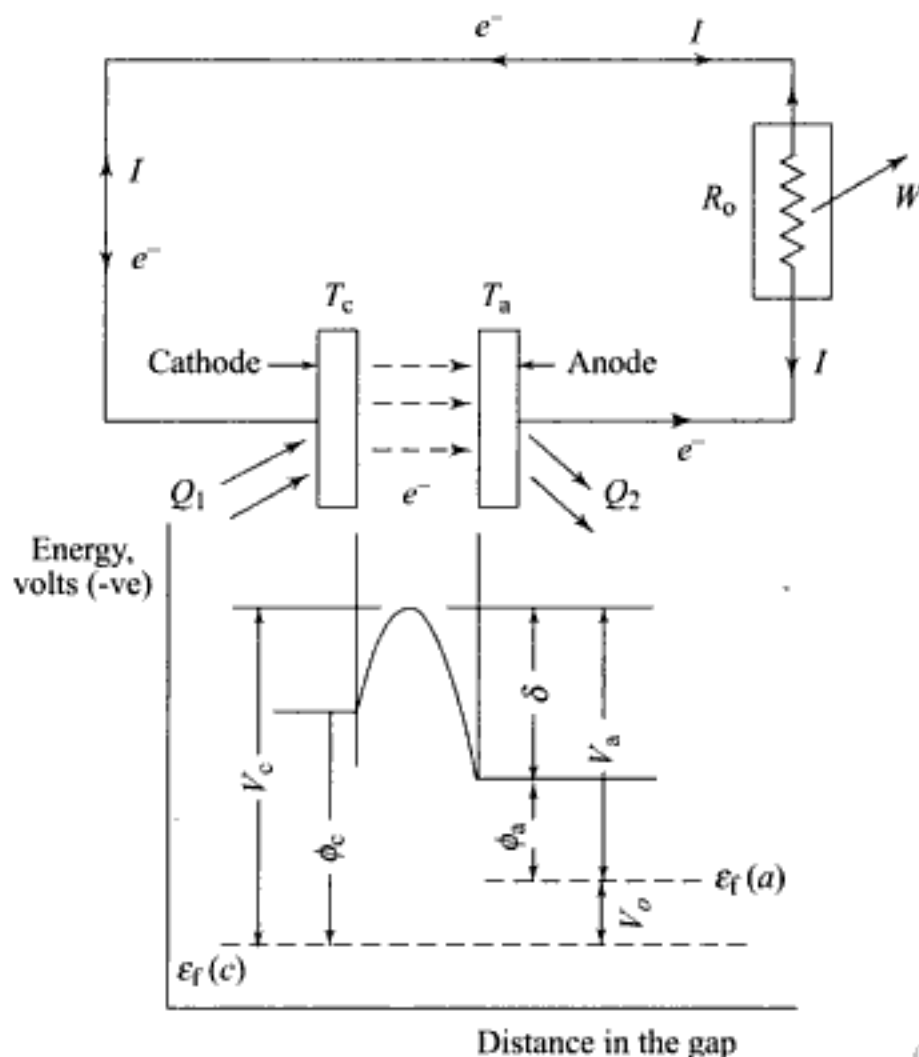 e⁻ I
I
R₀ W
e⁻
T_c T_a
Cathode Anode
I
e⁻
Q₁ e⁻ Q₂
Energy,
volts (-ve)
δ
V_c V_a
ϕ_c ϕ_a
ε_f(a)
V_o
ε_f(c)
Distance in the gap